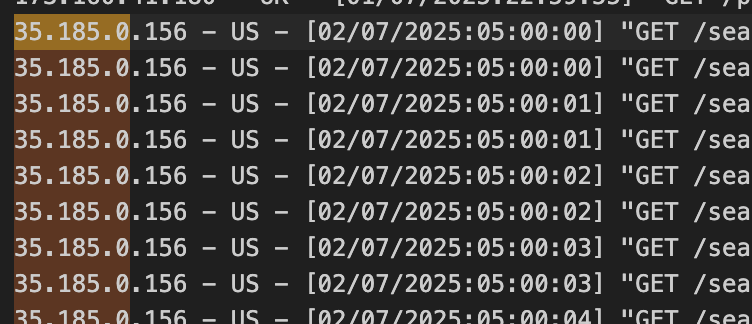 35.185.0.156 - US - [02/07/2025:05:00:00] "GET /sea
35.185.0.156 - US - [02/07/2025:05:00:00] "GET /sea
35.185.0.156 - US - [02/07/2025:05:00:01] "GET /sea
35.185.0.156 - US - [02/07/2025:05:00:01] "GET /sea
35.185.0.156 - US - [02/07/2025:05:00:02] "GET /sea
35.185.0.156 - US - [02/07/2025:05:00:02] "GET /sea
35.185.0.156 - US - [02/07/2025:05:00:03] "GET /sea
35.185.0.156 - US - [02/07/2025:05:00:03] "GET /sea
35.185.0.156 - US - [02/07/2025:05:00:04] "GET /sea